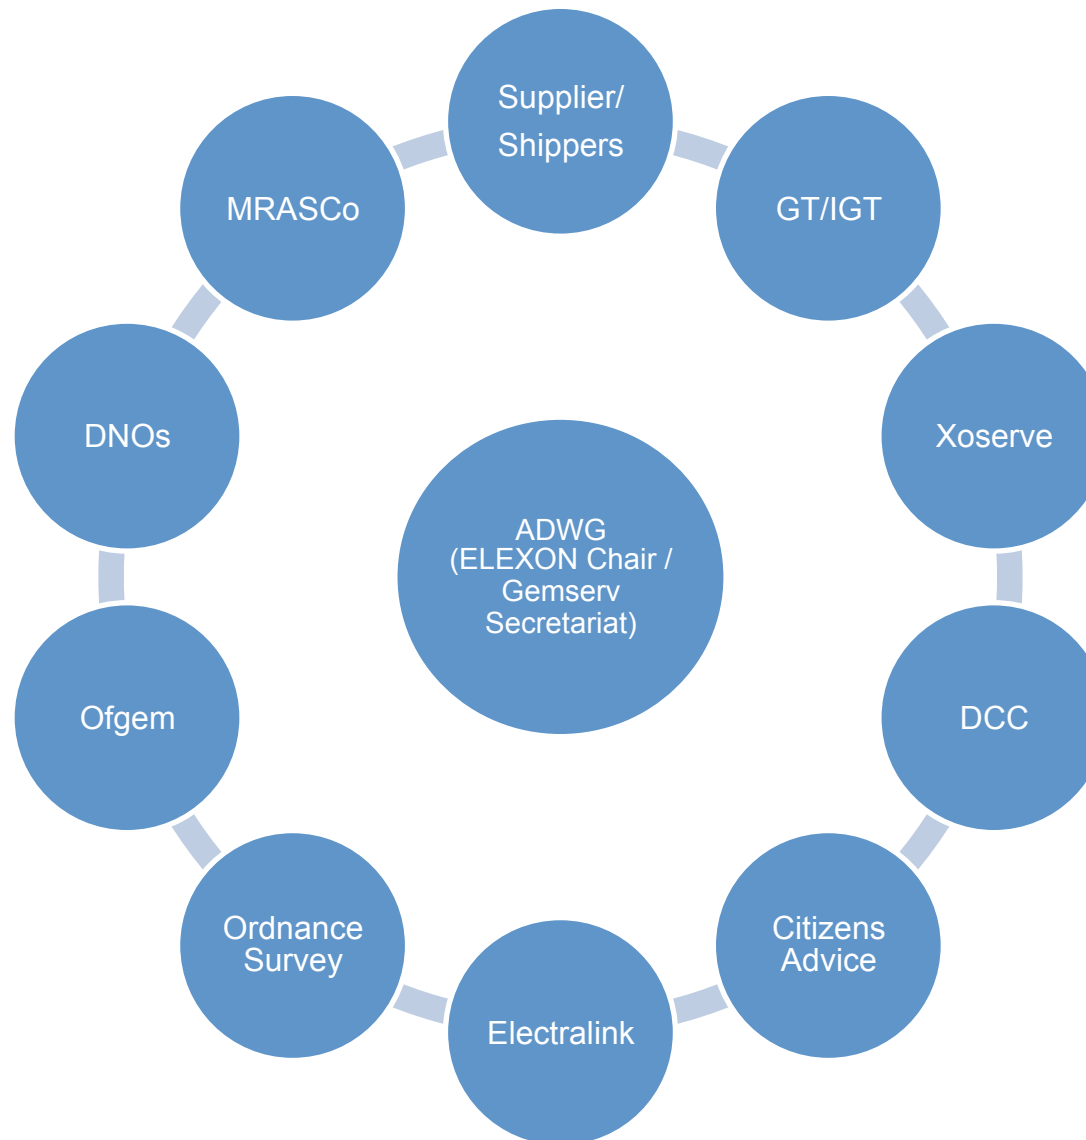 Supplier/
Shippers
MRASCo
GT/IGT
DNOs
Xoserve
ADWG
(ELEXON Chair /
Gemserv
Secretariat)
Ofgem
DCC
Ordnance
Survey
Citizens
Advice
Electralink